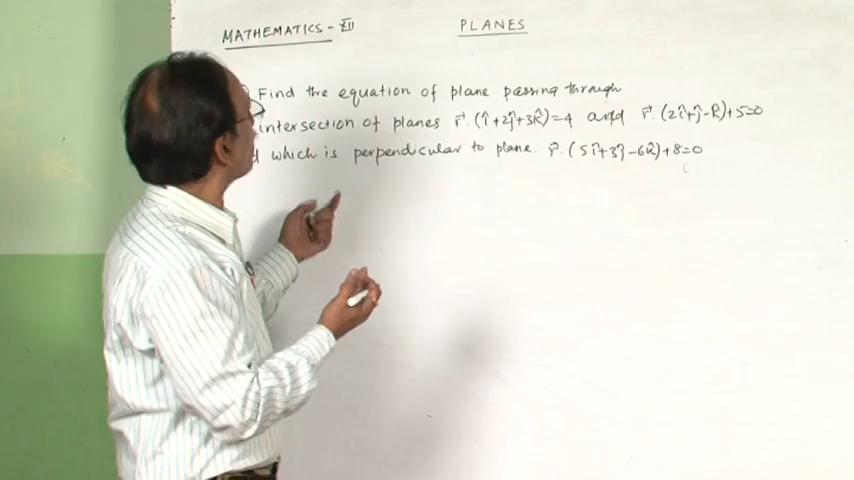 MATHEMATICS - XII
PLANES
Find the equation of plane passing through
intersection of planes r⃗. (î+2ĵ+3k̂)=4 and r⃗. (2î+ĵ-k̂)+5=0
which is perpendicular to plane. r⃗. (5î+3ĵ-6k̂)+8=0